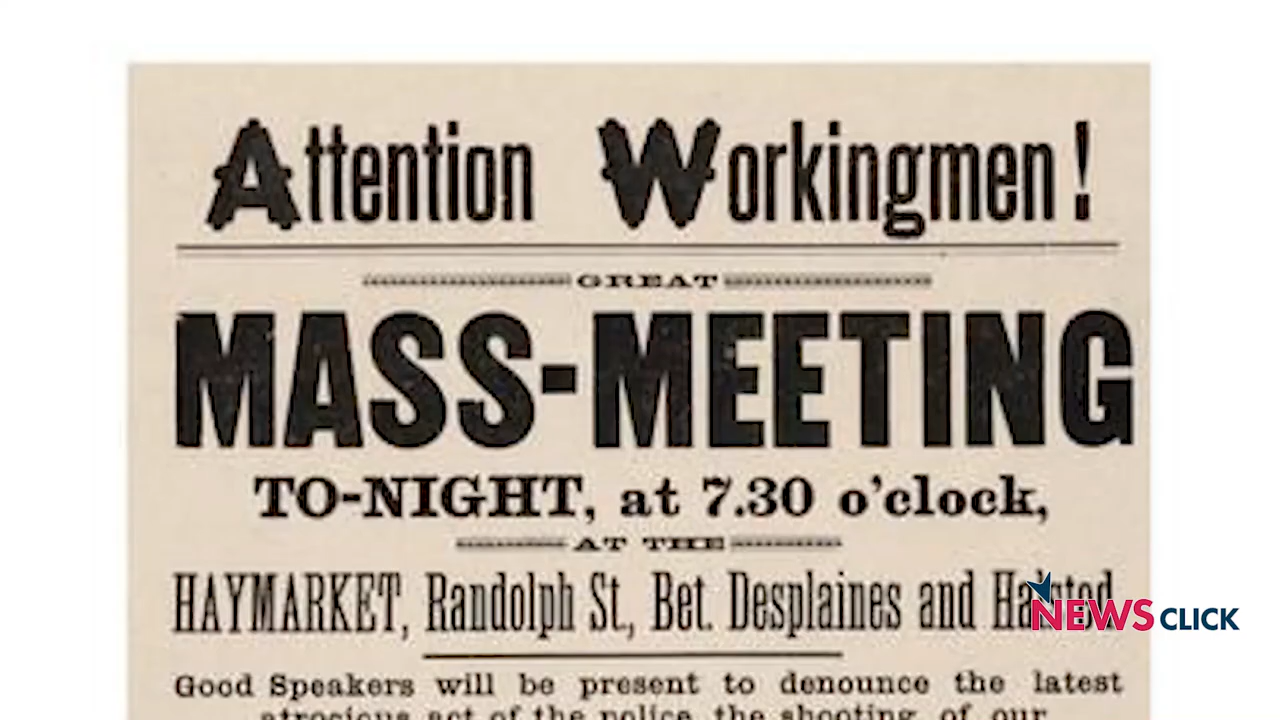 Attention Workingmen!
GREAT
MASS-MEETING
TO-NIGHT, at 7.30 o'clock,
AT THE
HAYMARKET, Randolph St., Bet. Desplaines and Halsted
NEWSCLICK
Good Speakers will be present to denounce the latest
atrocious act of the police, the shooting of our